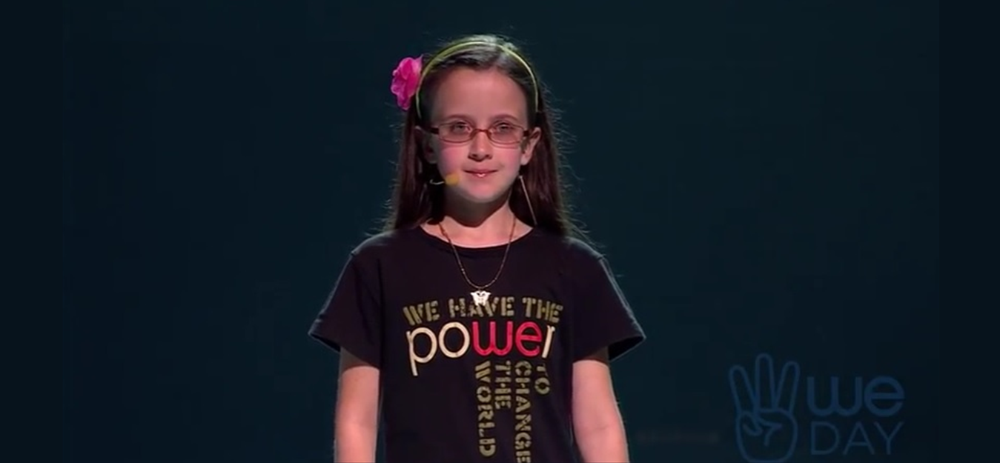 WE HAVE THE
power
TO
CHANGE
THE
WORLD
we
DAY